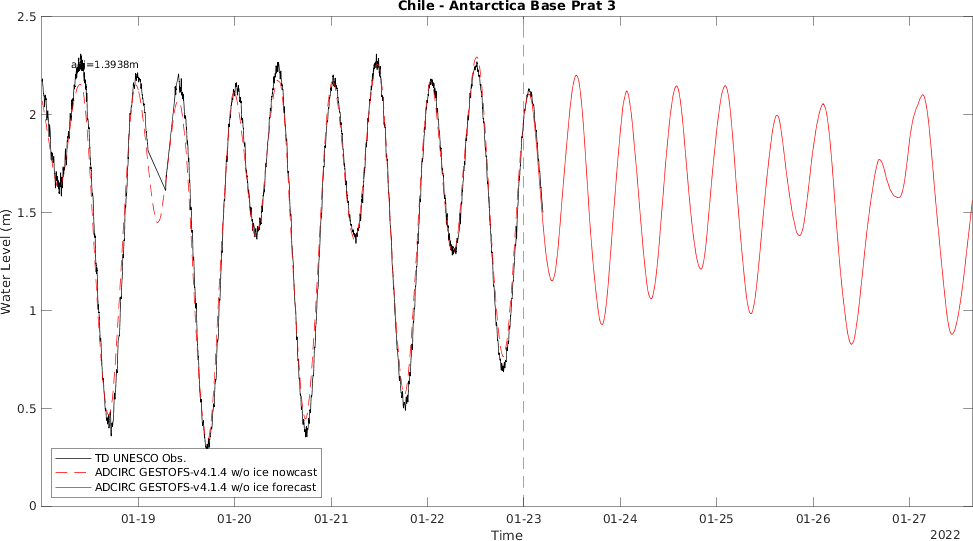 Chile - Antarctica Base Prat 3
=1.3938m
2.5
2
1.5
1
0.5
0
Water Level (m)
TD UNESCO Obs.
ADCIRC GESTOFS-v4.1.4 w/o ice nowcast
ADCIRC GESTOFS-v4.1.4 w/o ice forecast
01-19
01-20
01-21
01-22
01-23
01-24
01-25
01-26
01-27
Time
2022